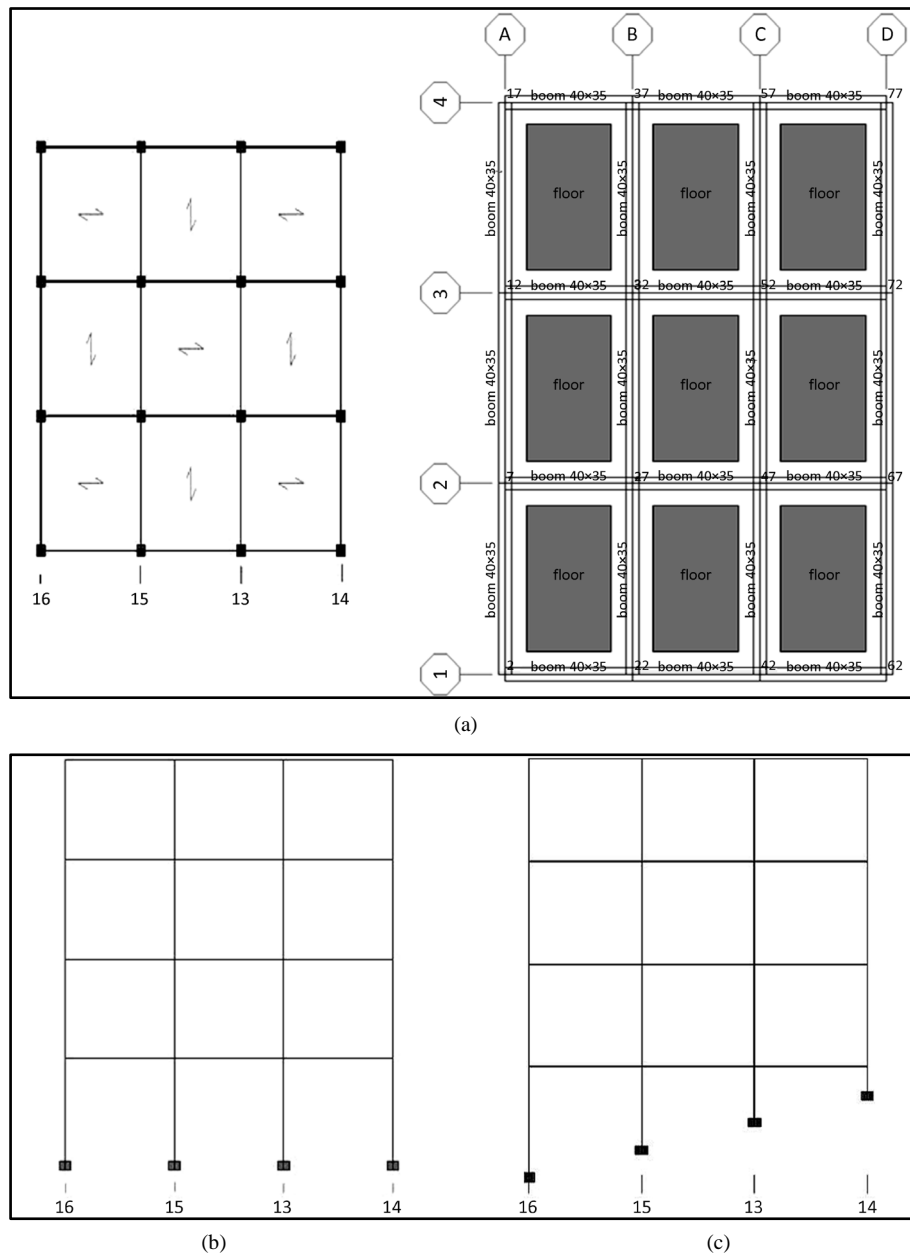 A B C D
4 17 boom 40×35 37 boom 40×35 57 boom 40×35 77
boom 40×35 boom 40×35 boom 40×35 boom 40×35
floor floor floor
3 12 boom 40×35 32 boom 40×35 52 boom 40×35 72
boom 40×35 boom 40×35 boom 40×35 boom 40×35
floor floor floor
2 7 boom 40×35 27 boom 40×35 47 boom 40×35 67
boom 40×35 boom 40×35 boom 40×35 boom 40×35
floor floor floor
1 2 boom 40×35 22 boom 40×35 42 boom 40×35 62
16 15 13 14
(a)
16 15 13 14
(b)
16 15 13 14
(c)